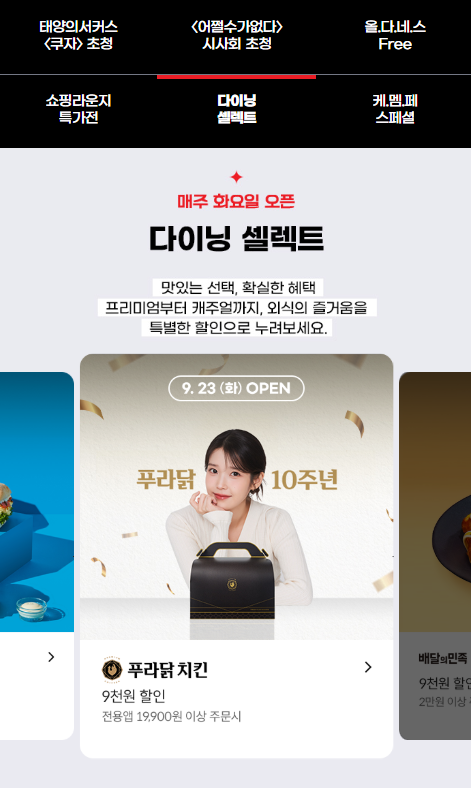 태양의서커스
<쿠자> 초청
<어쩔수가없다>
시사회 초청
올.다.네.스
Free
쇼핑라운지
특가전
다이닝
셀렉트
케.멤.페
스페셜
매주 화요일 오픈
다이닝 셀렉트
맛있는 선택, 확실한 혜택
프리미엄부터 캐주얼까지, 외식의 즐거움을
특별한 할인으로 누려보세요.
9. 23 (화) OPEN
푸라닭 10주년
푸라닭 치킨
9천원 할인
전용앱 19,900원 이상 주문시
배달의민족
9천원 할인
2만원 이상